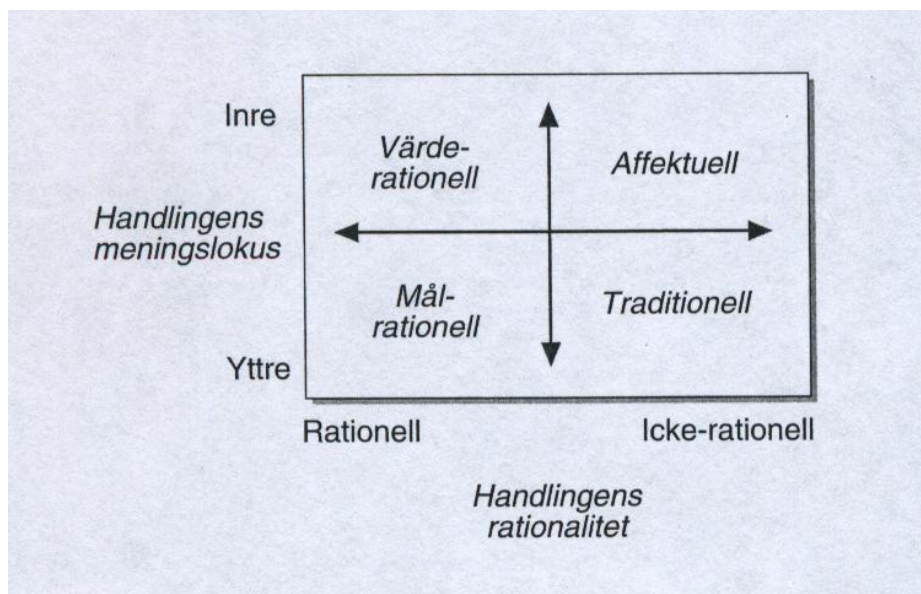 Inre
Värde-
rationell
Affektuell
Handlingens
meningslokus
Mål-
rationell
Traditionell
Yttre
Rationell
Icke-rationell
Handlingens
rationalitet